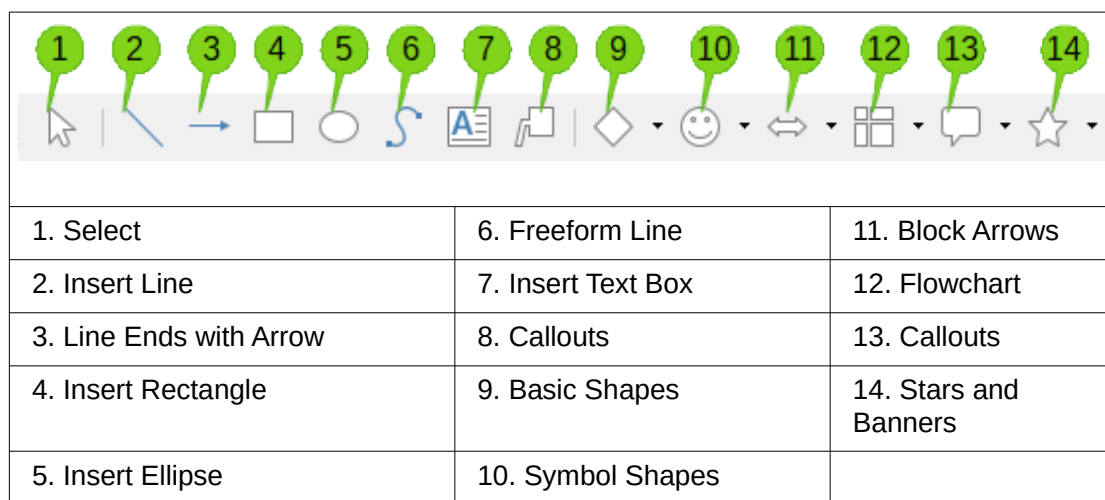 1 2 3 4 5 6 7 8 9 10 11 12 13 14
A
1. Select 6. Freeform Line 11. Block Arrows
2. Insert Line 7. Insert Text Box 12. Flowchart
3. Line Ends with Arrow 8. Callouts 13. Callouts
4. Insert Rectangle 9. Basic Shapes 14. Stars and
Banners
5. Insert Ellipse 10. Symbol Shapes